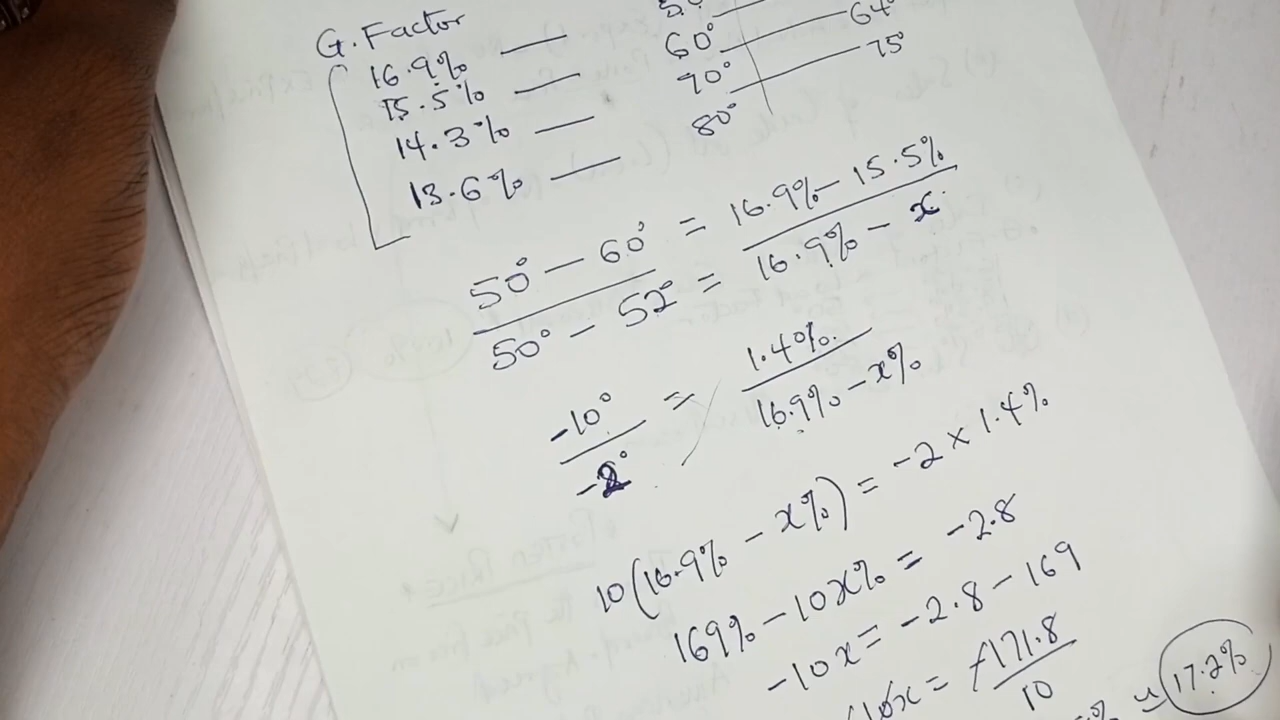 G. Factor
16.9% —
15.5% —
14.3% —
13.6% —
60° — 64°
70° — 75°
80°
50° - 60° = 16.9% - 15.5%
50° - 52° = 16.9% - x
-10° = 1.4%
-2° 16.9% - x%
10(16.9% - x%) = -2 x 1.4%
169% - 10x% = -2.8
-10x = -2.8 - 169
10x = -171.8
10
≃ 17.2%